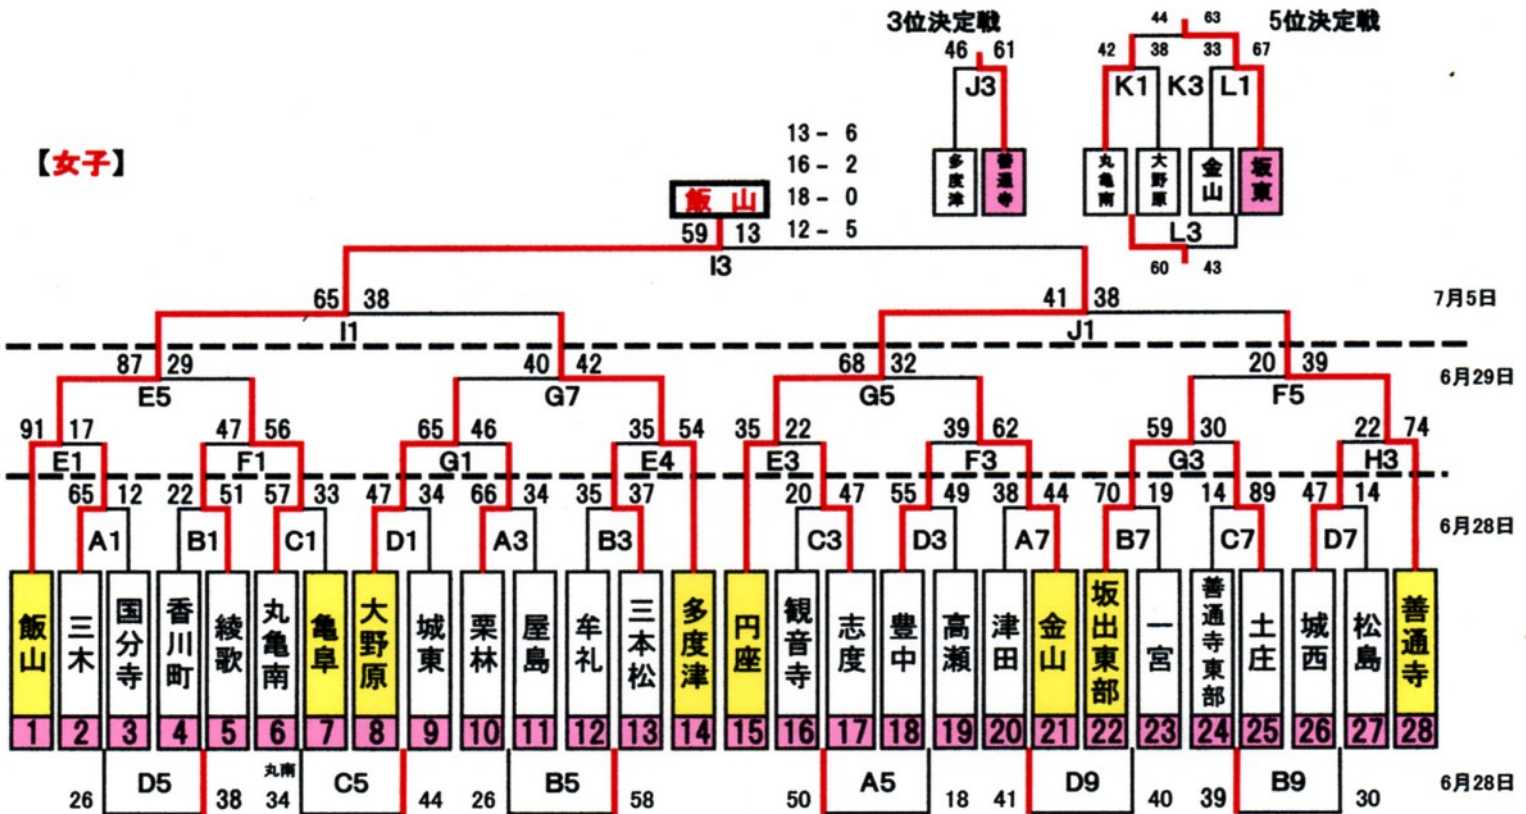 3位決定戦
5位決定戦
44 63
46 61
42 38 33 67
J3
K1 K3 L1
【女子】
13 - 6
16 - 2
18 - 0
12 - 5
多度津
善通寺
丸亀南
大野原
金山
坂東
L3
60 43
飯 山
59 13
I3
7月5日
65 38
41 38
I1
J1
87 29
40 42
68 32
20 39
6月29日
E5
G7
G5
F5
91 17
47 56
65 46
35 54
35 22
39 62
59 30
22 74
E1
F1
G1
E4
E3
F3
G3
H3
65 12
22 51
57 33
47 34
66 34
35 37
20 47
55 49
38 44
70 19
14 89
47 14
6月28日
A1
B1
C1
D1
A3
B3
C3
D3
A7
B7
C7
D7
飯山
三木
国分寺
香川町
綾歌
丸亀南
亀阜
大野原
城東
栗林
屋島
牟礼
三本松
多度津
円座
観音寺
志度
豊中
高瀬
津田
金山
坂出東部
一宮
善通寺東部
土庄
城西
松島
善通寺
1 2 3 4 5 6 7 8 9 10 11 12 13 14 15 16 17 18 19 20 21 22 23 24 25 26 27 28
丸南
D5
C5
B5
A5
D9
B9
6月28日
26 38 34 44 26 58 50 18 41 40 39 30